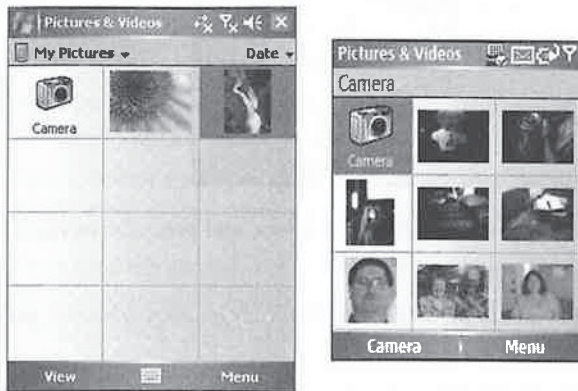 Pictures & Videos
My Pictures
Date
Camera
View
Menu
Pictures & Videos
Camera
Camera
Camera
Menu